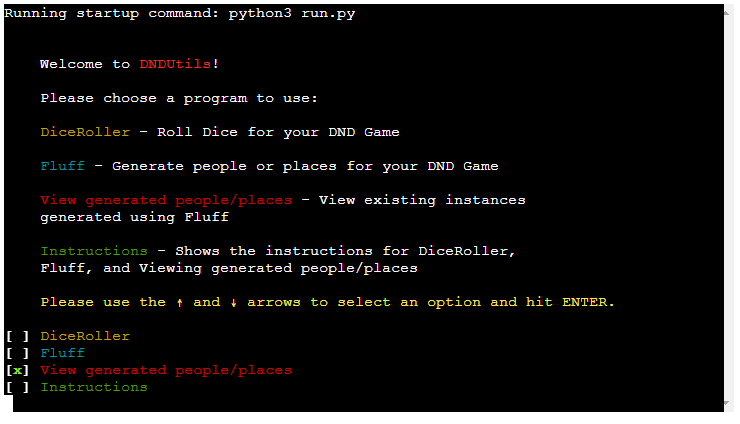 Running startup command: python3 run.py
Welcome to DNDUtils!
Please choose a program to use:
DiceRoller - Roll Dice for your DND Game
Fluff - Generate people or places for your DND Game
View generated people/places - View existing instances
generated using Fluff
Instructions - Shows the instructions for DiceRoller,
Fluff, and Viewing generated people/places
Please use the ↑ and ↓ arrows to select an option and hit ENTER.
[ ] DiceRoller
[ ] Fluff
[x] View generated people/places
[ ] Instructions